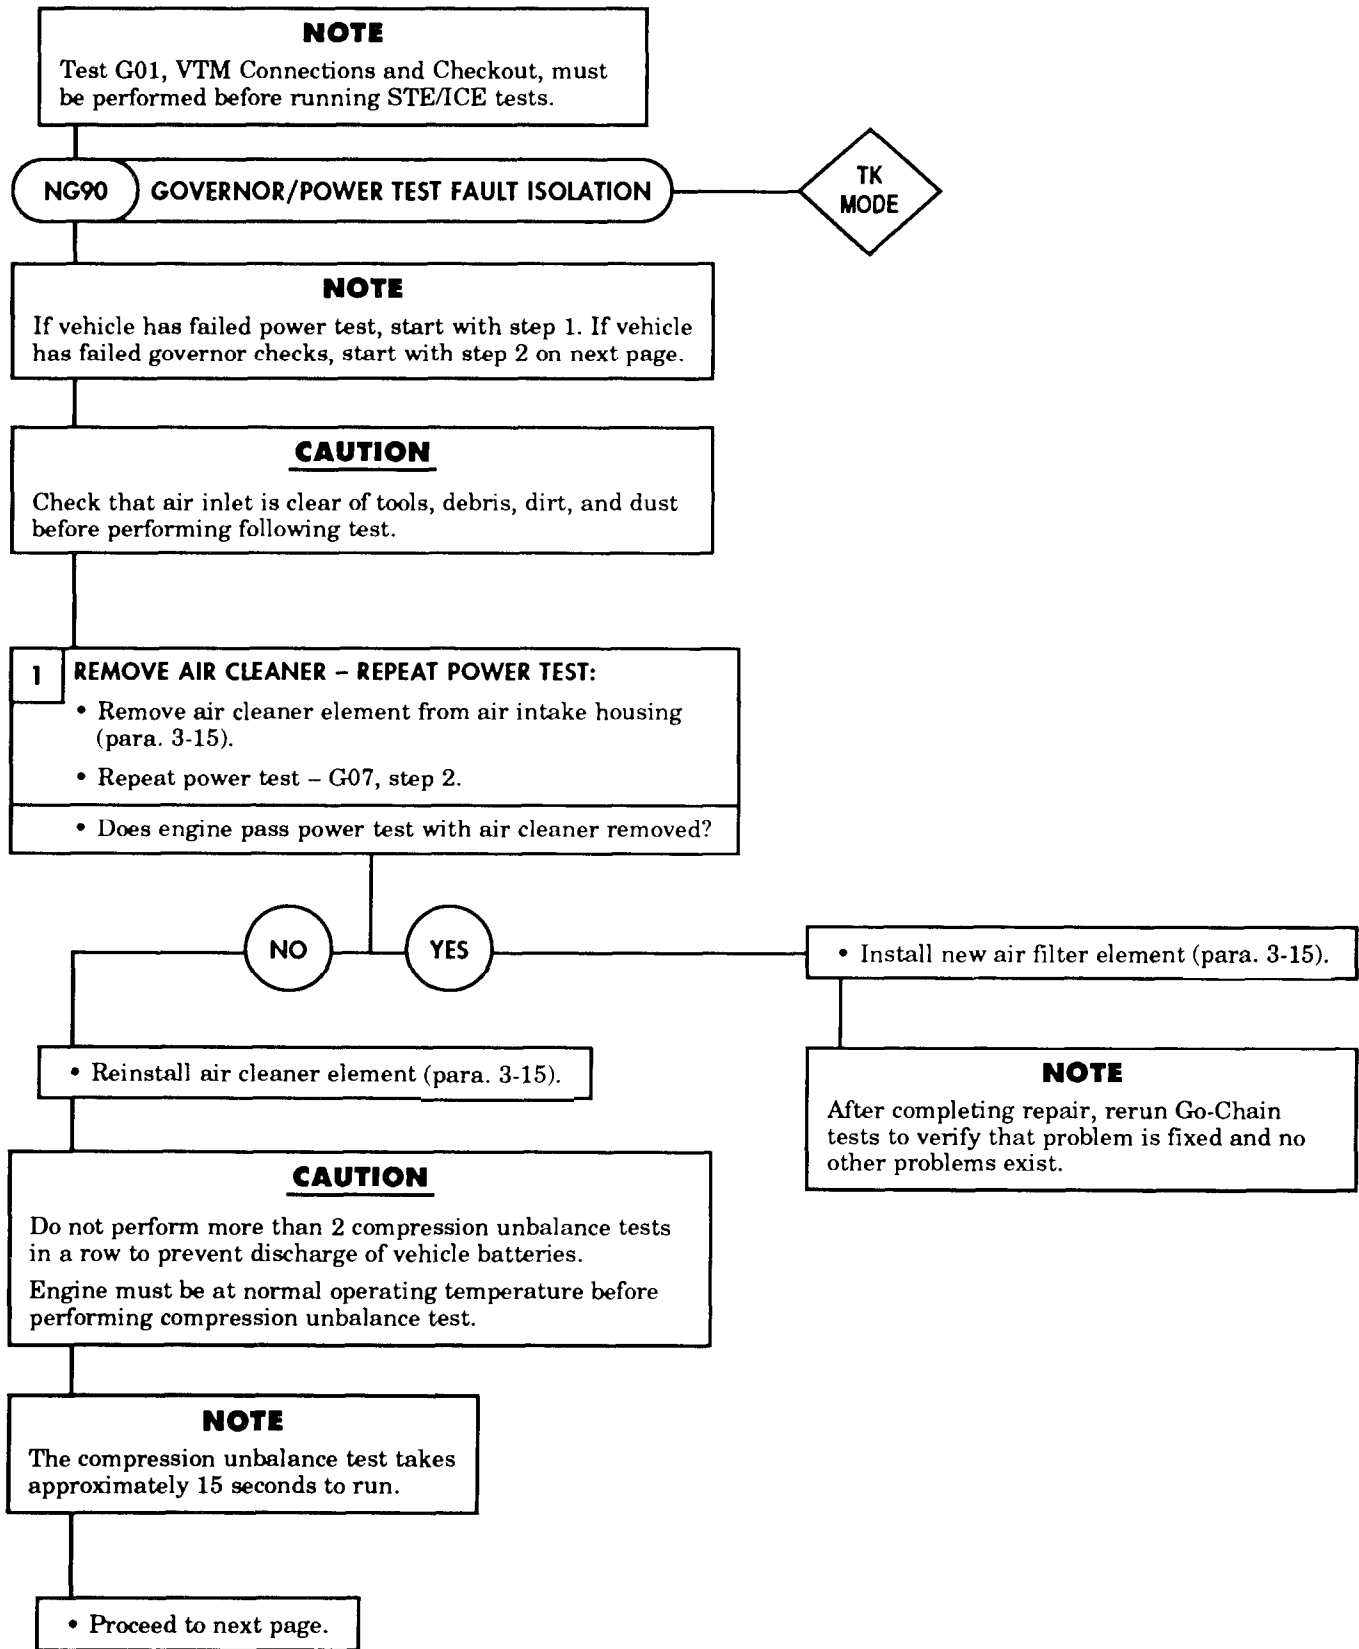 NOTE
Test G01, VTM Connections and Checkout, must
be performed before running STE/ICE tests.
NG90
GOVERNOR/POWER TEST FAULT ISOLATION
TK
MODE
NOTE
If vehicle has failed power test, start with step 1. If vehicle
has failed governor checks, start with step 2 on next page.
CAUTION
Check that air inlet is clear of tools, debris, dirt, and dust
before performing following test.
1
REMOVE AIR CLEANER – REPEAT POWER TEST:
• Remove air cleaner element from air intake housing
(para. 3-15).
• Repeat power test – G07, step 2.
• Does engine pass power test with air cleaner removed?
NO
YES
• Install new air filter element (para. 3-15).
NOTE
After completing repair, rerun Go-Chain
tests to verify that problem is fixed and no
other problems exist.
• Reinstall air cleaner element (para. 3-15).
CAUTION
Do not perform more than 2 compression unbalance tests
in a row to prevent discharge of vehicle batteries.
Engine must be at normal operating temperature before
performing compression unbalance test.
NOTE
The compression unbalance test takes
approximately 15 seconds to run.
• Proceed to next page.